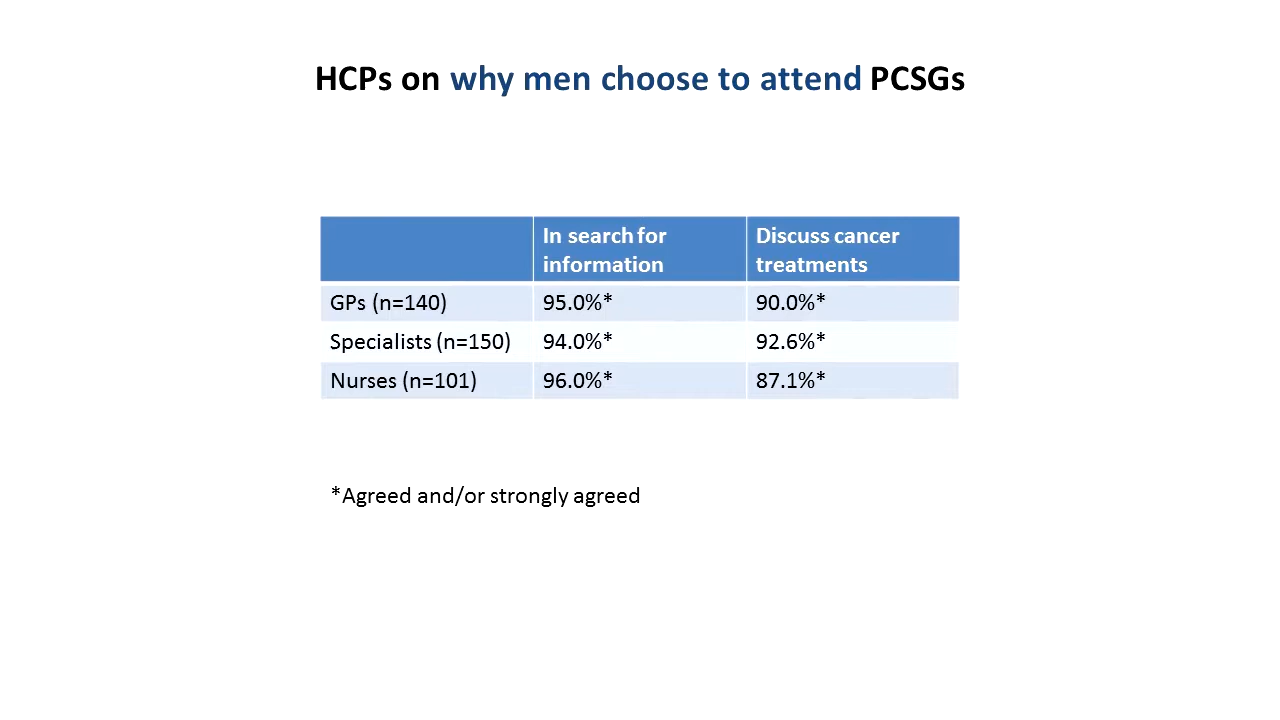 HCPs on why men choose to attend PCSGs
In search for information
Discuss cancer treatments
GPs (n=140) 95.0%* 90.0%*
Specialists (n=150) 94.0%* 92.6%*
Nurses (n=101) 96.0%* 87.1%*
*Agreed and/or strongly agreed